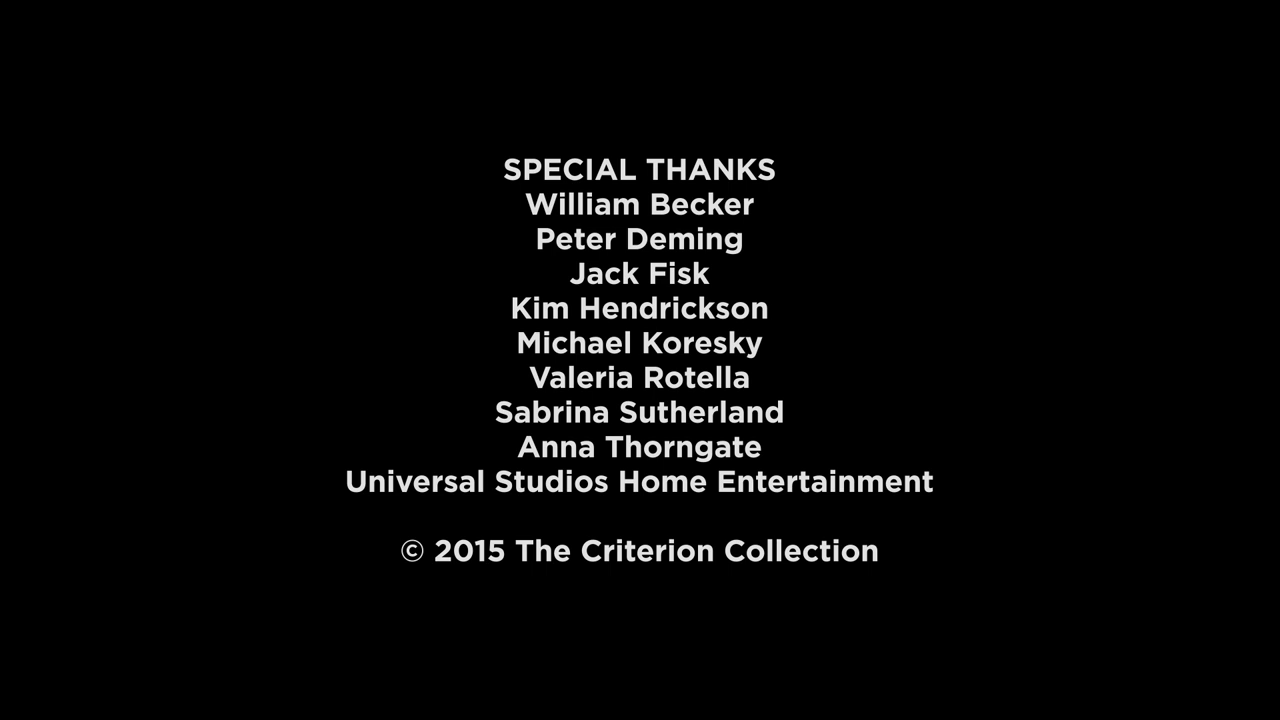 SPECIAL THANKS
William Becker
Peter Deming
Jack Fisk
Kim Hendrickson
Michael Koresky
Valeria Rotella
Sabrina Sutherland
Anna Thorngate
Universal Studios Home Entertainment
© 2015 The Criterion Collection